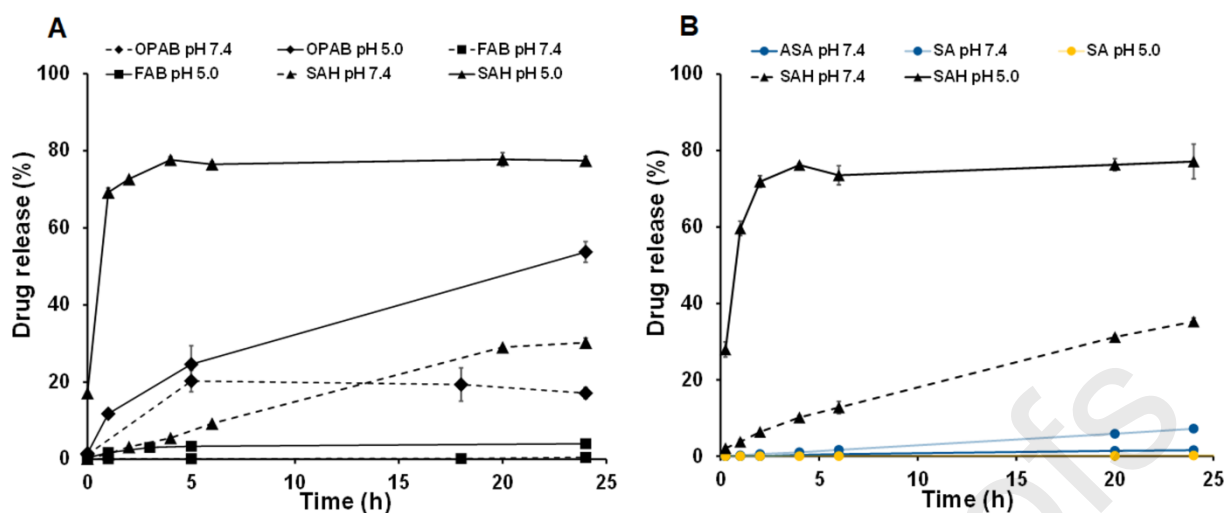 A
OPAB pH 7.4 OPAB pH 5.0 FAB pH 7.4
FAB pH 5.0 SAH pH 7.4 SAH pH 5.0
Drug release (%)
100
80
60
40
20
0
0 5 10 15 20 25
Time (h)
B
ASA pH 7.4 SA pH 7.4 SA pH 5.0
SAH pH 7.4 SAH pH 5.0
Drug release (%)
100
80
60
40
20
0
0 5 10 15 20 25
Time (h)
ofs